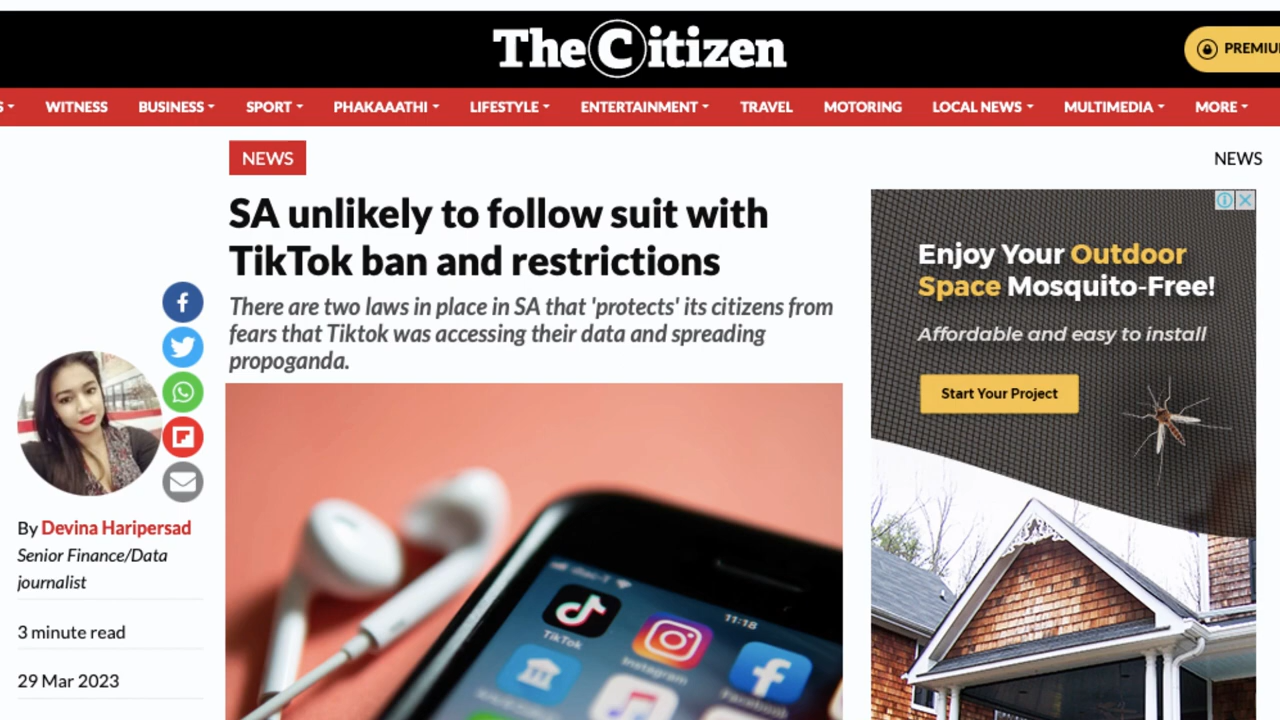 The Citizen
PREMIU
S
WITNESS
BUSINESS
SPORT
PHAKAAATHI
LIFESTYLE
ENTERTAINMENT
TRAVEL
MOTORING
LOCAL NEWS
MULTIMEDIA
MORE
NEWS
NEWS
SA unlikely to follow suit with
TikTok ban and restrictions
There are two laws in place in SA that 'protects' its citizens from
fears that Tiktok was accessing their data and spreading
propoganda.
By Devina Haripersad
Senior Finance/Data
journalist
3 minute read
29 Mar 2023
11:18
TikTok
Instagram
Facebook
Enjoy Your Outdoor
Space Mosquito-Free!
Affordable and easy to install
Start Your Project